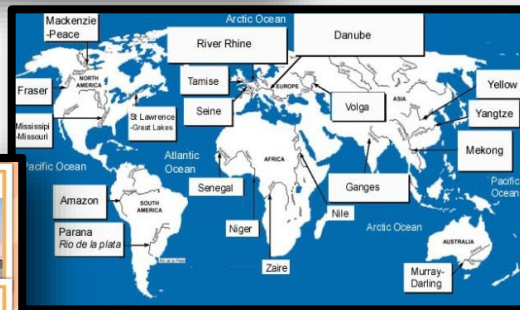 Mackenzie
-Peace
Arctic Ocean
River Rhine
Danube
NORTH
AMERICA
Tamise
EUROPE
ASIA
Fraser
Seine
Volga
Yellow
St Lawrence
-Great Lakes
Yangtze
Mississipi
-Missouri
Mekong
Pacific Ocean
Atlantic
Ocean
AFRICA
Senegal
Ganges
Pacific
Ocean
Amazon
SOUTH
AMERICA
Nile
Niger
Arctic Ocean
Parana
Rio de la plata
AUSTRALIA
Zaire
Murray-
Darling